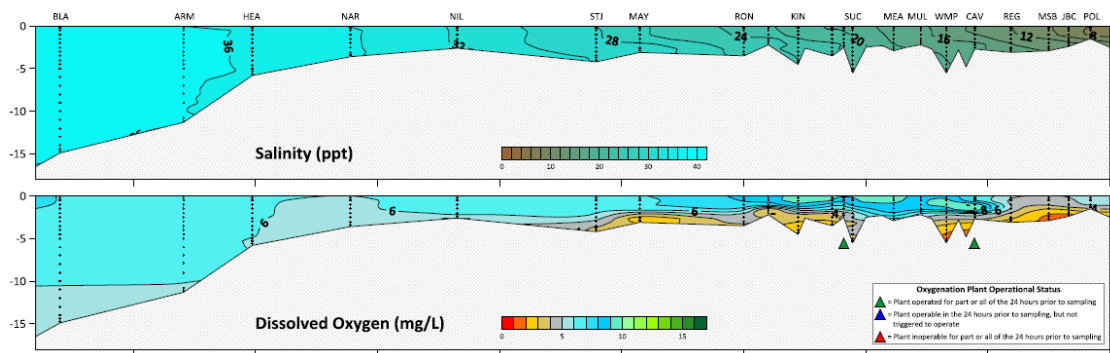 BLA ARM HEA NAR NIL STJ MAY RON KIN SUC MEA MUL WMP CAV REG MSB JBC POL
0
-5
-10
-15
36
32
28
24
20
16
12
8
Salinity (ppt)
0 10 20 30 40
0
-5
-10
-15
6
6
6
4
8
6
4
Dissolved Oxygen (mg/L)
0 5 10 15
Oxygenation Plant Operational Status
= Plant operated for part or all of the 24 hours prior to sampling
= Plant operable in the 24 hours prior to sampling, but not
triggered to operate
= Plant inoperable for part or all of the 24 hours prior to sampling